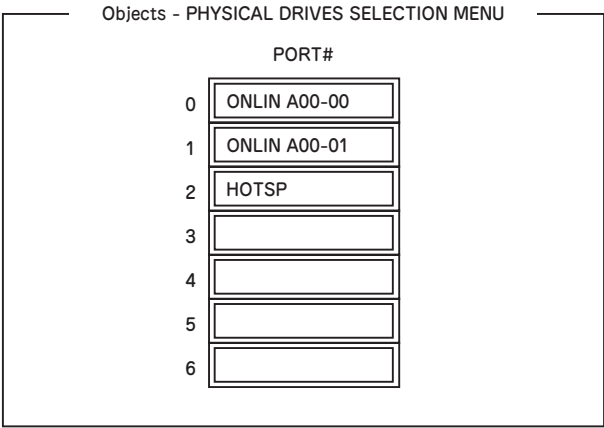 Objects - PHYSICAL DRIVES SELECTION MENU
PORT#
0 ONLIN A00-00
1 ONLIN A00-01
2 HOTSP
3
4
5
6